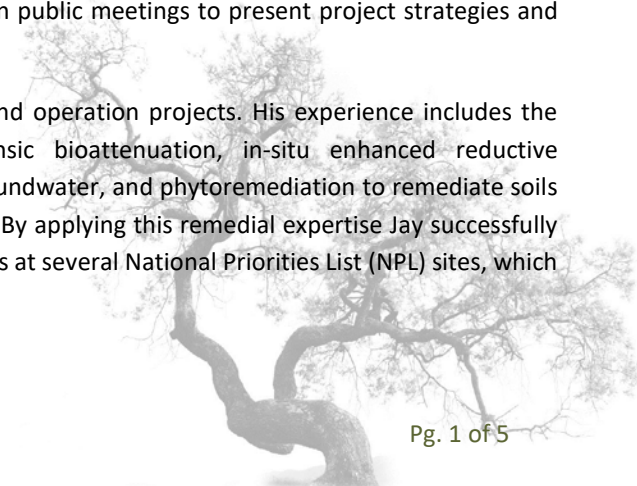 n public meetings to present project strategies and
nd operation projects. His experience includes the
nsic bioattenuation, in-situ enhanced reductive
undwater, and phytoremediation to remediate soils
By applying this remedial expertise Jay successfully
s at several National Priorities List (NPL) sites, which
Pg. 1 of 5